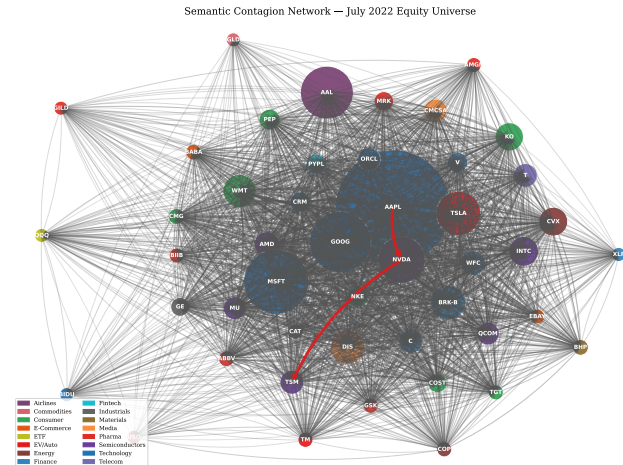 Semantic Contagion Network — July 2022 Equity Universe
GLD
AMGN
AAL
GILD
MRK
CMCSA
PEP
KO
BABA
PYPL
ORCL
V
T
WMT
CRM
AAPL
TSLA
CMG
CVX
QQQ
AMD
GOOG
INTC
BIIB
NVDA
WFC
XLE
MSFT
NKE
GE
MU
BRK-B
EBAY
CAT
QCOM
C
DIS
BHP
ABBV
TSM
COST
TGT
BIDU
GSK
TM
COP
Airlines
Commodities
Consumer
E-Commerce
ETF
EV/Auto
Energy
Finance
Fintech
Industrials
Materials
Media
Pharma
Semiconductors
Technology
Telecom